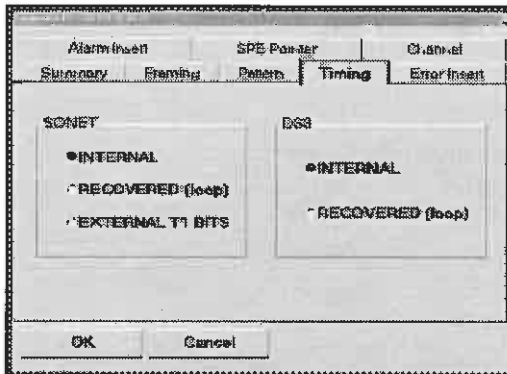 Alarm Insert SPE Pointer Channel
Summary Framing Pattern Timing Error Insert
SONET DS3
INTERNAL
INTERNAL
RECOVERED (loop)
RECOVERED (loop)
EXTERNAL T1 BITS
OK Cancel